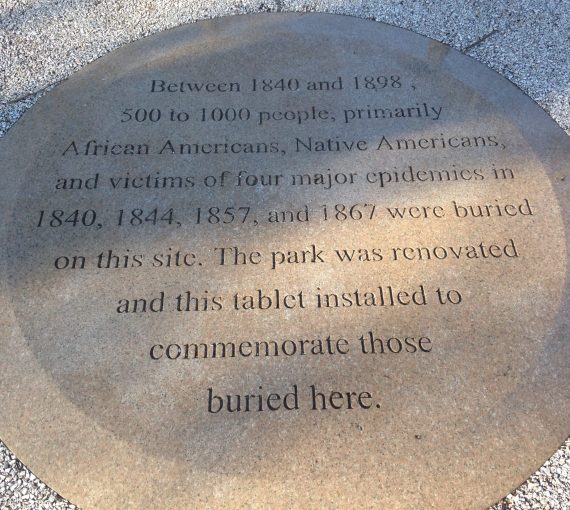 Between 1840 and 1898 ,
500 to 1000 people, primarily
African Americans, Native Americans,
and victims of four major epidemics in
1840, 1844, 1857, and 1867 were buried
on this site. The park was renovated
and this tablet installed to
commemorate those
buried here.